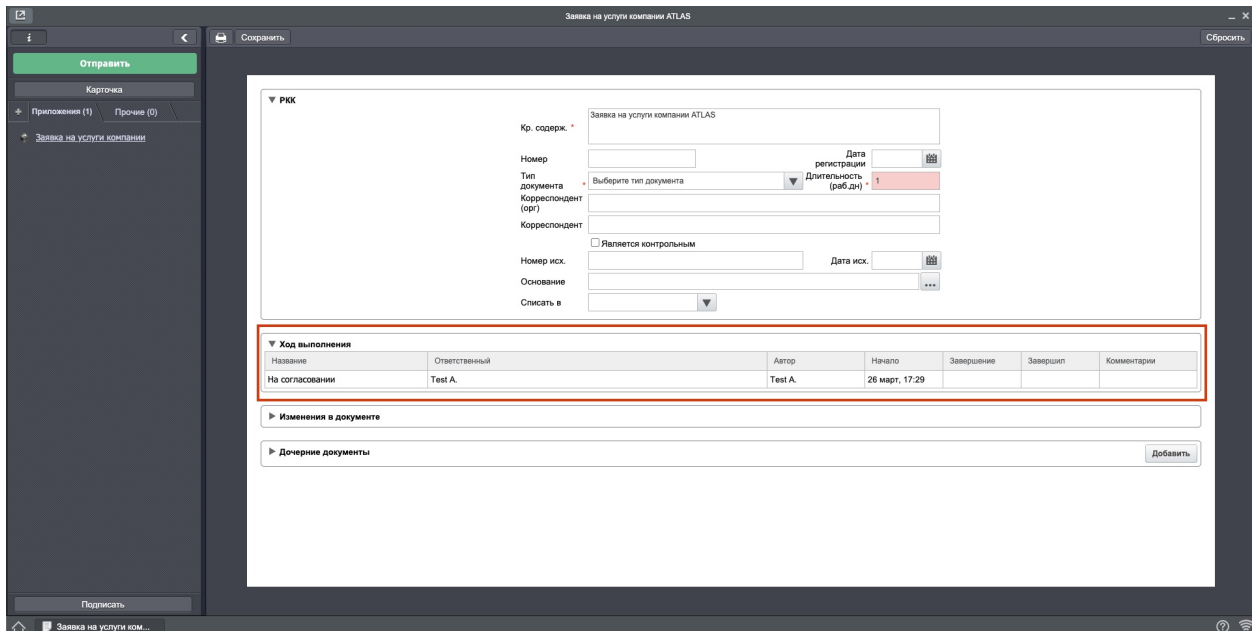 Заявка на услуги компании ATLAS
Сохранить
Сбросить
Отправить
Карточка
Приложения (1) Прочие (0)
Заявка на услуги компании
РКК
Кр. содерж. * Заявка на услуги компании ATLAS
Номер
Дата регистрации
Тип документа * Выберите тип документа
Длительность (раб.дн) * 1
Корреспондент (орг)
Корреспондент
Является контрольным
Номер исх.
Дата исх.
Основание ...
Списать в
Ход выполнения
Название Ответственный Автор Начало Завершение Завершил Комментарии
На согласовании Test A. Test A. 26 март, 17:29
Изменения в документе
Дочерние документы
Добавить
Подписать
Заявка на услуги ком...